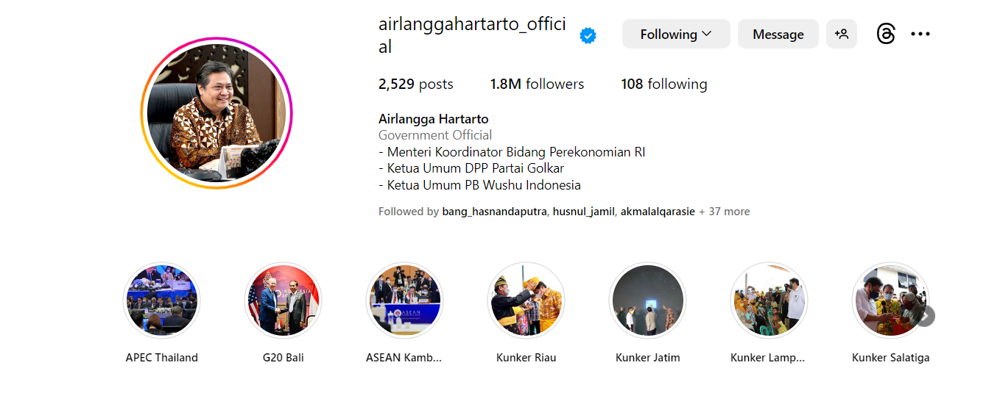 airlanggahartarto_offici
al
Following
Message
2,529 posts
1.8M followers
108 following
Airlangga Hartarto
Government Official
- Menteri Koordinator Bidang Perekonomian RI
- Ketua Umum DPP Partai Golkar
- Ketua Umum PB Wushu Indonesia
Followed by bang_hasnandaputra, husnul_jamil, akmalalqarasie + 37 more
ASEAN
APEC Thailand
G20 Bali
ASEAN Kamb...
Kunker Riau
Kunker Jatim
Kunker Lamp...
Kunker Salatiga